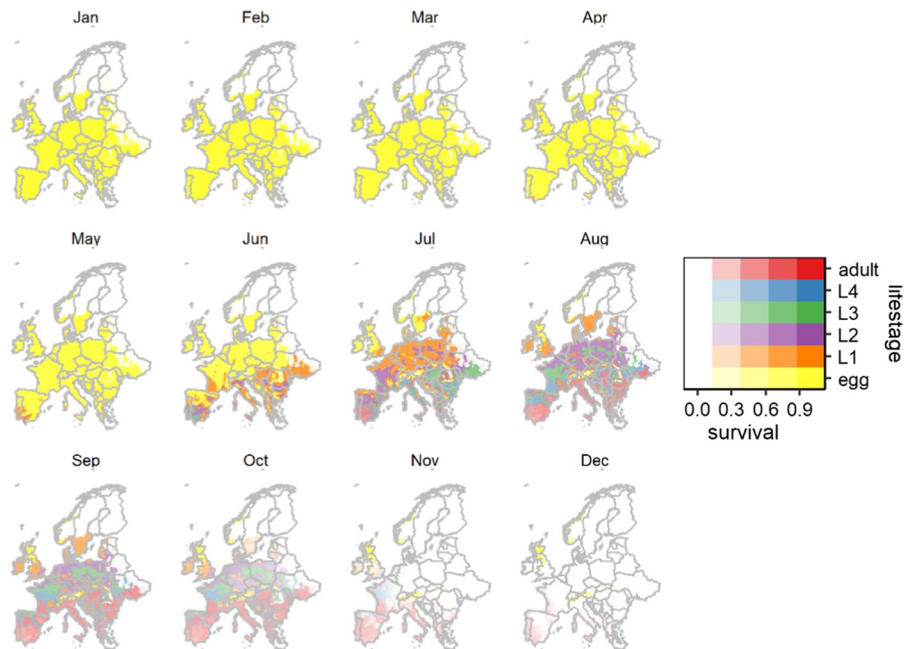 Jan Feb Mar Apr
May Jun Jul Aug
adult
L4
L3
L2
L1
egg
lifestage
0.0 0.3 0.6 0.9
survival
Sep Oct Nov Dec